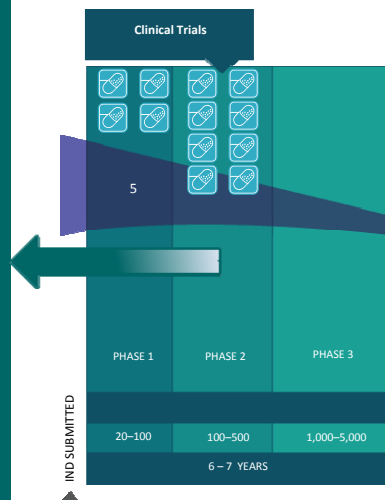 Clinical Trials
5
PHASE 1
PHASE 2
PHASE 3
IND SUBMITTED
20–100
100–500
1,000–5,000
6 – 7 YEARS